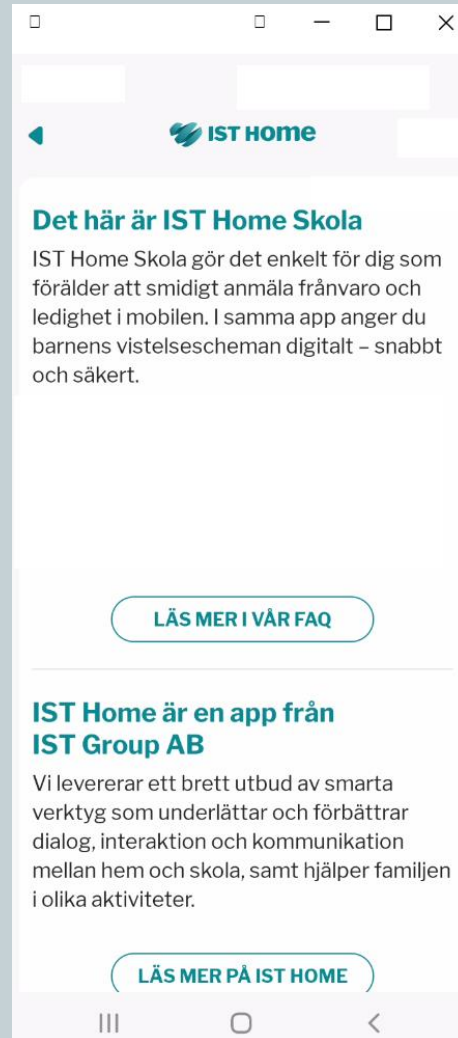 IST Home
Det här är IST Home Skola
IST Home Skola gör det enkelt för dig som
förälder att smidigt anmäla frånvaro och
ledighet i mobilen. I samma app anger du
barnens vistelsescheman digitalt – snabbt
och säkert.
LÄS MER I VÅR FAQ
IST Home är en app från
IST Group AB
Vi levererar ett brett utbud av smarta
verktyg som underlättar och förbättrar
dialog, interaktion och kommunikation
mellan hem och skola, samt hjälper familjen
i olika aktiviteter.
LÄS MER PÅ IST HOME